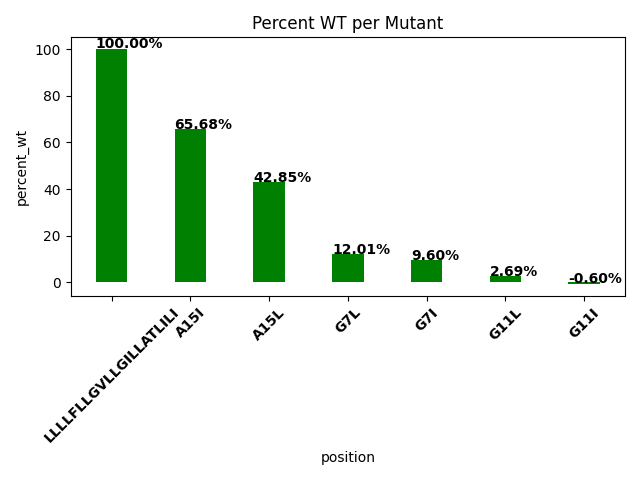 Percent WT per Mutant
percent_wt
100
80
60
40
20
0
100.00%
65.68%
42.85%
12.01%
9.60%
2.69%
-0.60%
LLLLFLLGVLLGILLATLILI
A15I
A15L
G7L
G7I
G11L
G11I
position